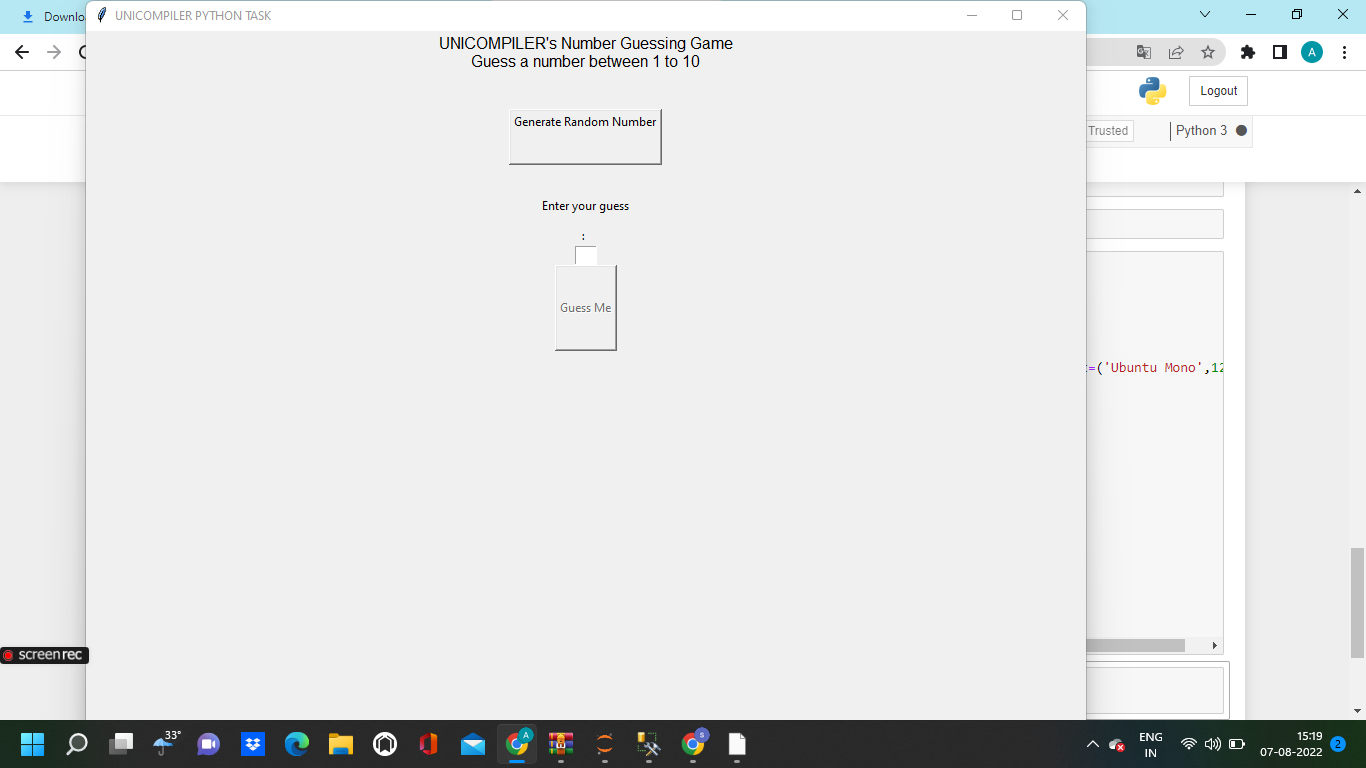 Downlo
UNICOMPILER PYTHON TASK
UNICOMPILER's Number Guessing Game
Guess a number between 1 to 10
A
Logout
Trusted
Python 3
Generate Random Number
Enter your guess
:
Guess Me
=('Ubuntu Mono',12
screenrec
33°
A
S
ENG
IN
15:19
07-08-2022
2